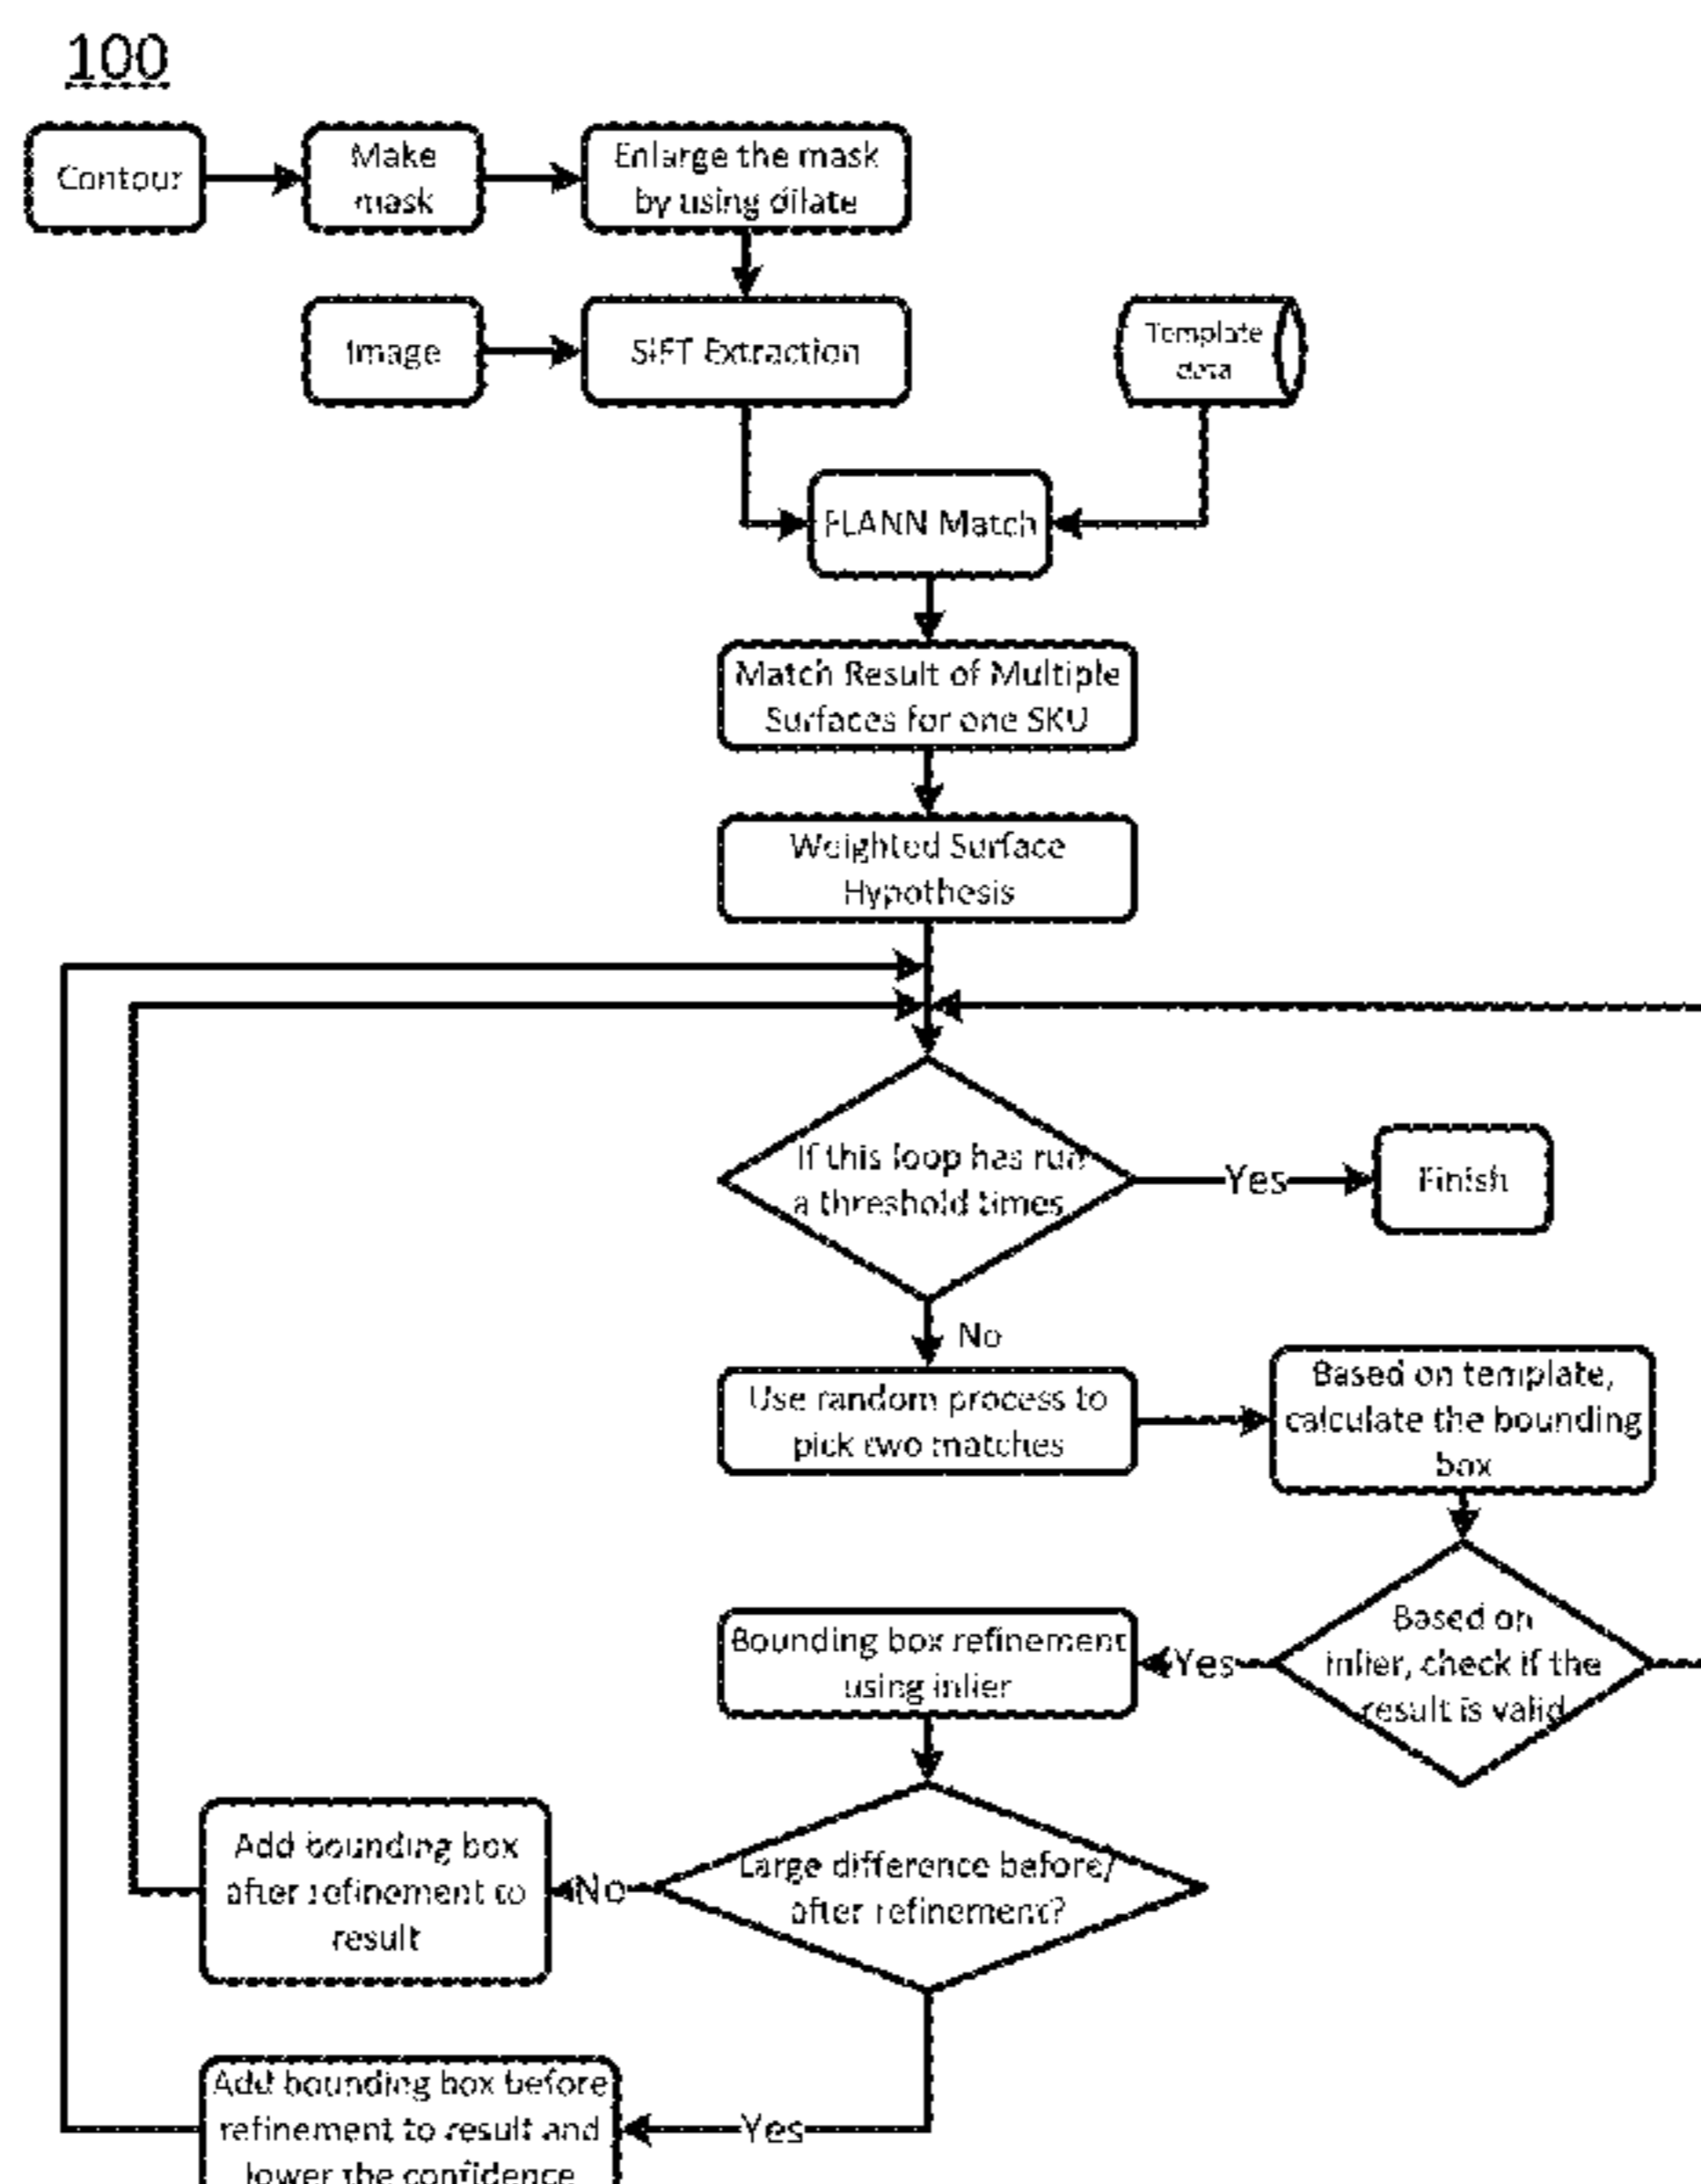 100
Contour
Make
mask
Enlarge the mask
by using dilate
Image
SIFT Extraction
Template
data
FLANN Match
Match Result of Multiple
Surfaces for one SKU
Weighted Surface
Hypothesis
If this loop has run
a threshold times
Yes
Finish
No
Use random process to
pick two matches
Based on template,
calculate the bounding
box
Based on
inlier, check if the
result is valid
Yes
Bounding box refinement
using inlier
Large difference before/
after refinement?
No
Add bounding box
after refinement to
result
Yes
Add bounding box before
refinement to result and
lower the confidence